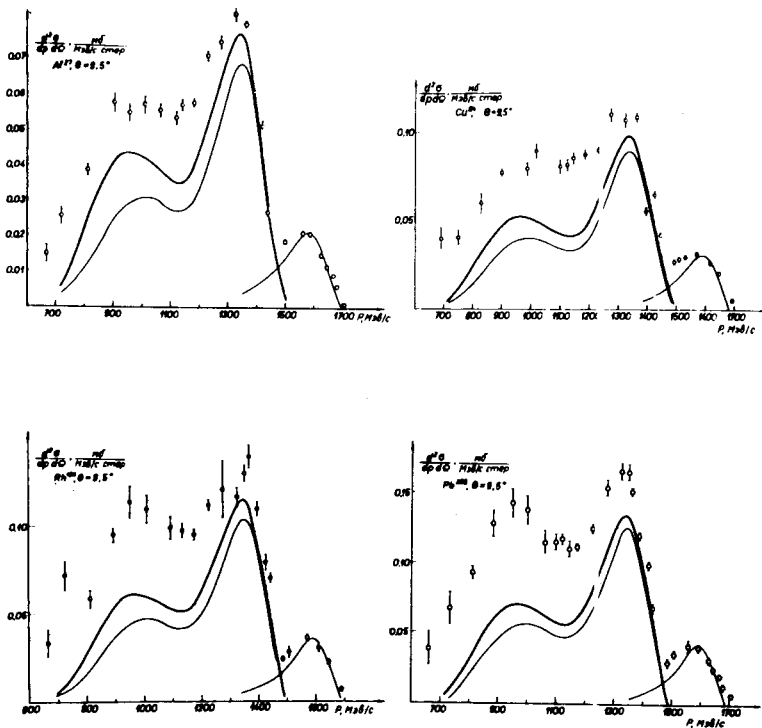 d²σ/dp dΩ · мб/Мэв/с стер
Al²⁷, θ = 9,5°
0.07
0.06
0.05
0.04
0.03
0.02
0.01
700 900 1100 1300 1500 1700
P, Мэв/с
d²σ/dp dΩ · мб/Мэв/с стер
Cu θ = 9,5°
0,10
0,05
700 800 900 1000 1100 1200 1300 1400 1500 1600 1700
P, Мэв/с
d²σ/dp dΩ · мб/Мэв/с стер
Rh θ = 9,5°
0,10
0,05
600 800 1000 1200 1400 1600
P, Мэв/с
d²σ/dp dΩ · мб/Мэв/с стер
Pb θ = 9,5°
0,15
0,10
0,05
700 900 1100 1300 1500 1700
P, Мэв/с